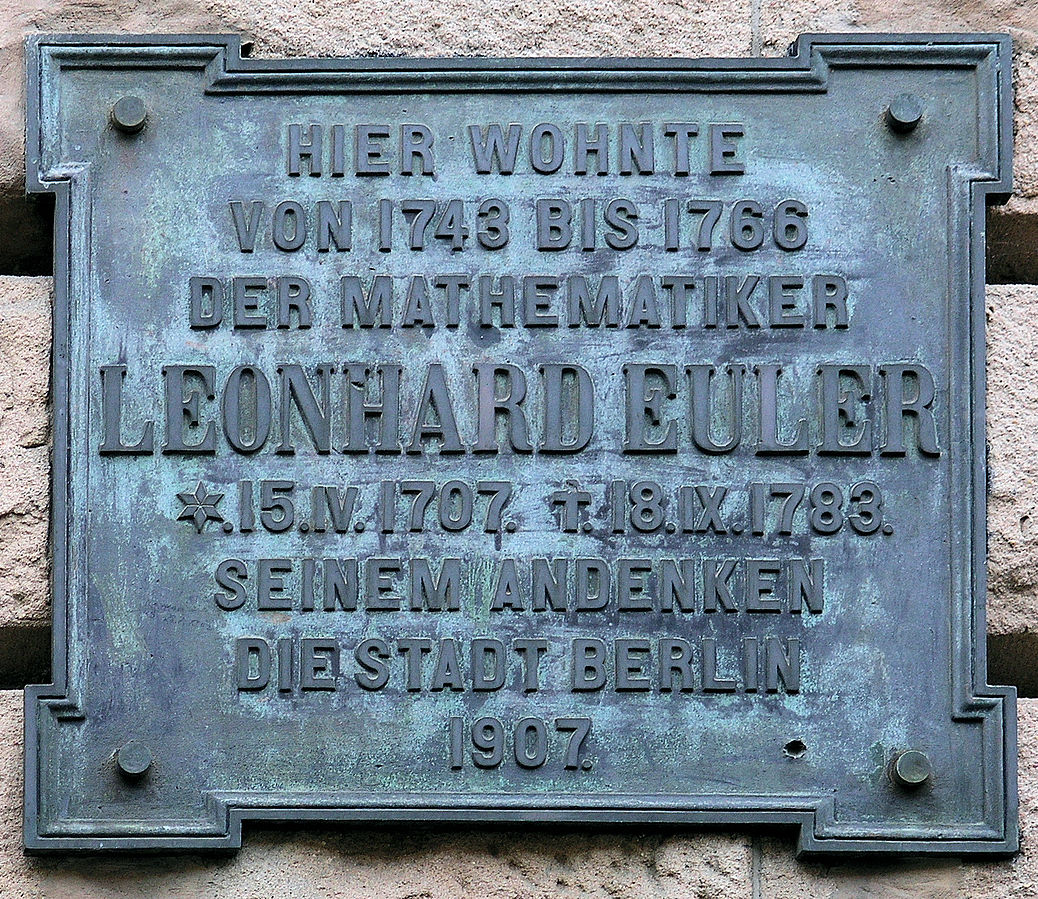 HIER WOHNTE
VON 1743 BIS 1766
DER MATHEMATIKER
LEONHARD EULER
*.15.IV.1707. †.18.IX.1783.
SEINEM ANDENKEN
DIE STADT BERLIN
1907.